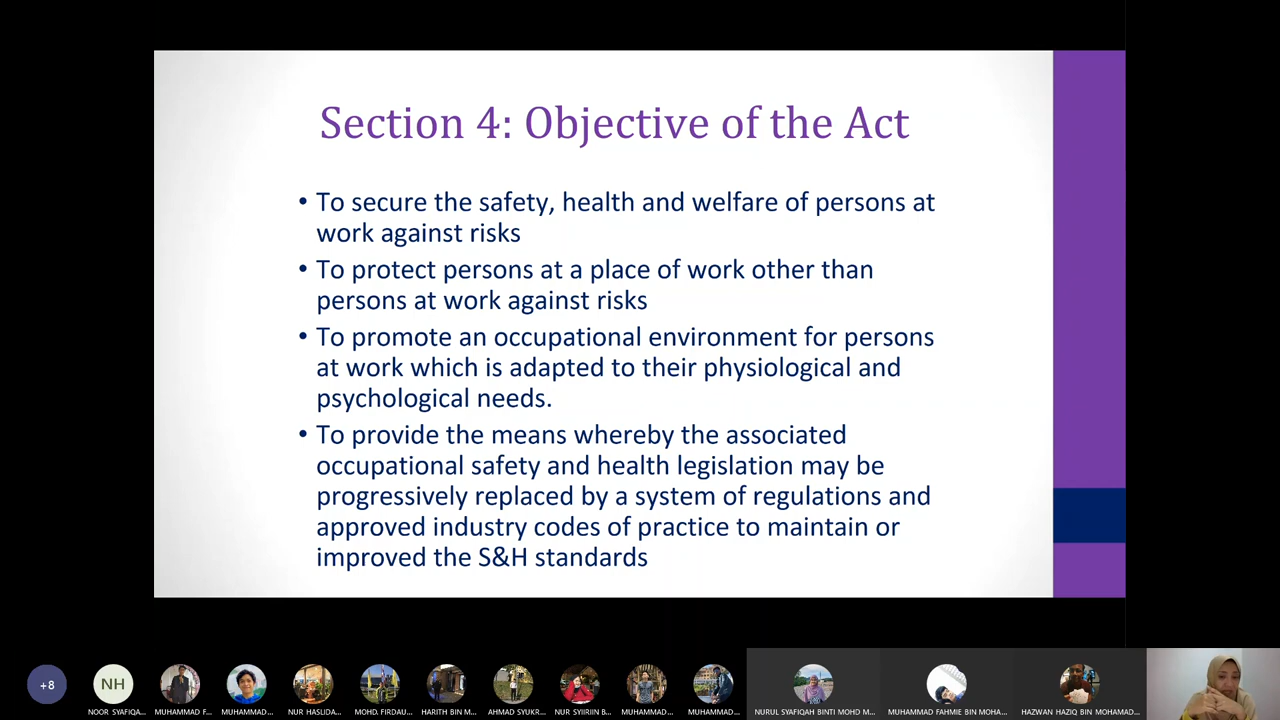 Section 4: Objective of the Act
• To secure the safety, health and welfare of persons at
work against risks
• To protect persons at a place of work other than
persons at work against risks
• To promote an occupational environment for persons
at work which is adapted to their physiological and
psychological needs.
• To provide the means whereby the associated
occupational safety and health legislation may be
progressively replaced by a system of regulations and
approved industry codes of practice to maintain or
improved the S&H standards
+8
NH
NOOR SYAFIQA...
MUHAMMAD F...
MUHAMMAD ...
NUR HASLIDA...
MOHD. FIRDAU...
HARITH BIN M...
AHMAD SYUKR...
NUR SYIRIIN B...
MUHAMMAD...
MUHAMMAD...
NURUL SYAFIQAH BINTI MOHD M...
MUHAMMAD FAHMIE BIN MOHA...
HAZWAN HAZIQ BIN MOHAMAD...